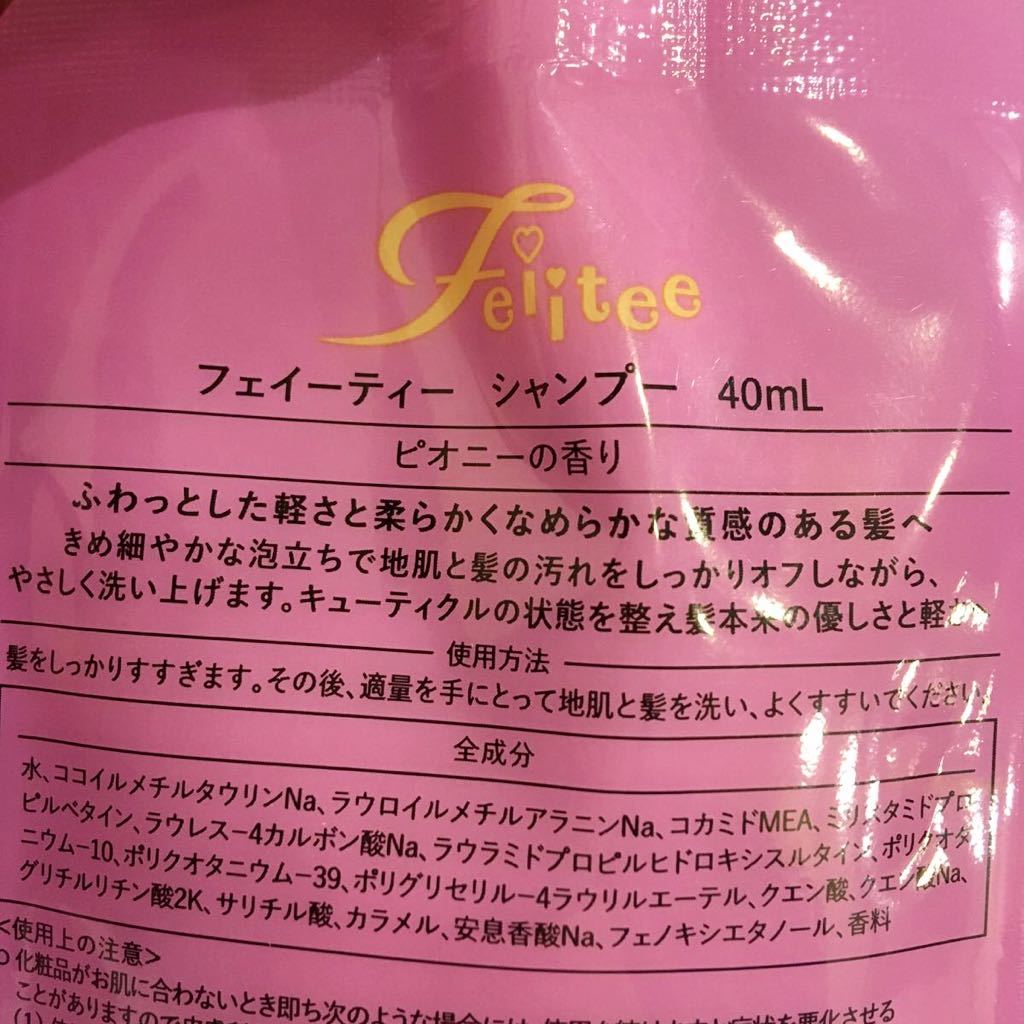 Feiitee
フェイーティー シャンプー 40mL
ピオニーの香り
ふわっとした軽さと柔らかくなめらかな質感のある髪へ
きめ細やかな泡立ちで地肌と髪の汚れをしっかりオフしながら、
やさしく洗い上げます。キューティクルの状態を整え髪本来の優しさと軽さへ
使用方法
髪をしっかりすすぎます。その後、適量を手にとって地肌と髪を洗い、よくすすいでください。
全成分
水、ココイルメチルタウリンNa、ラウロイルメチルアラニンNa、コカミドMEA、ミリスタミドプロ
ピルベタイン、ラウレス-4カルボン酸Na、ラウラミドプロピルヒドロキシスルタイン、ポリクオタ
ニウム-10、ポリクオタニウム-39、ポリグリセリル-4ラウリルエーテル、クエン酸、クエン酸Na、
グリチルリチン酸2K、サリチル酸、カラメル、安息香酸Na、フェノキシエタノール、香料
<使用上の注意>
○化粧品がお肌に合わないとき即ち次のような場合には、
ことがありますので
(1)